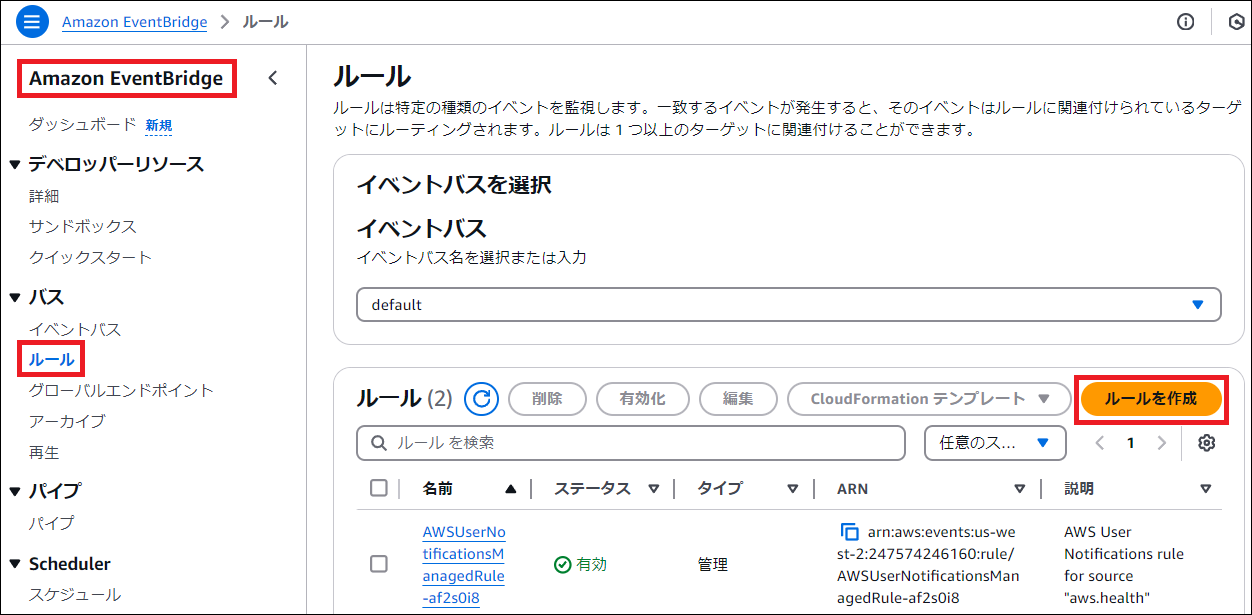 Amazon EventBridge > ルール
Amazon EventBridge
ダッシュボード 新規
デベロッパーリソース
詳細
サンドボックス
クイックスタート
バス
イベントバス
ルール
グローバルエンドポイント
アーカイブ
再生
パイプ
パイプ
Scheduler
スケジュール
ルール
ルールは特定の種類のイベントを監視します。一致するイベントが発生すると、そのイベントはルールに関連付けられているターゲ
ットにルーティングされます。ルールは 1 つ以上のターゲットに関連付けることができます。
イベントバスを選択
イベントバス
イベントバス名を選択または入力
default
ルール (2) 削除 有効化 編集 CloudFormation テンプレート ルールを作成
ルール を検索 任意のス... 1
名前 ステータス タイプ ARN 説明
AWSUserNo
tificationsM
anagedRule
-af2s0i8
有効
管理
arn:aws:events:us-we
st-2:247574246160:rule/
AWSUserNotificationsMan
agedRule-af2s0i8
AWS User
Notifications rule
for source
"aws.health"